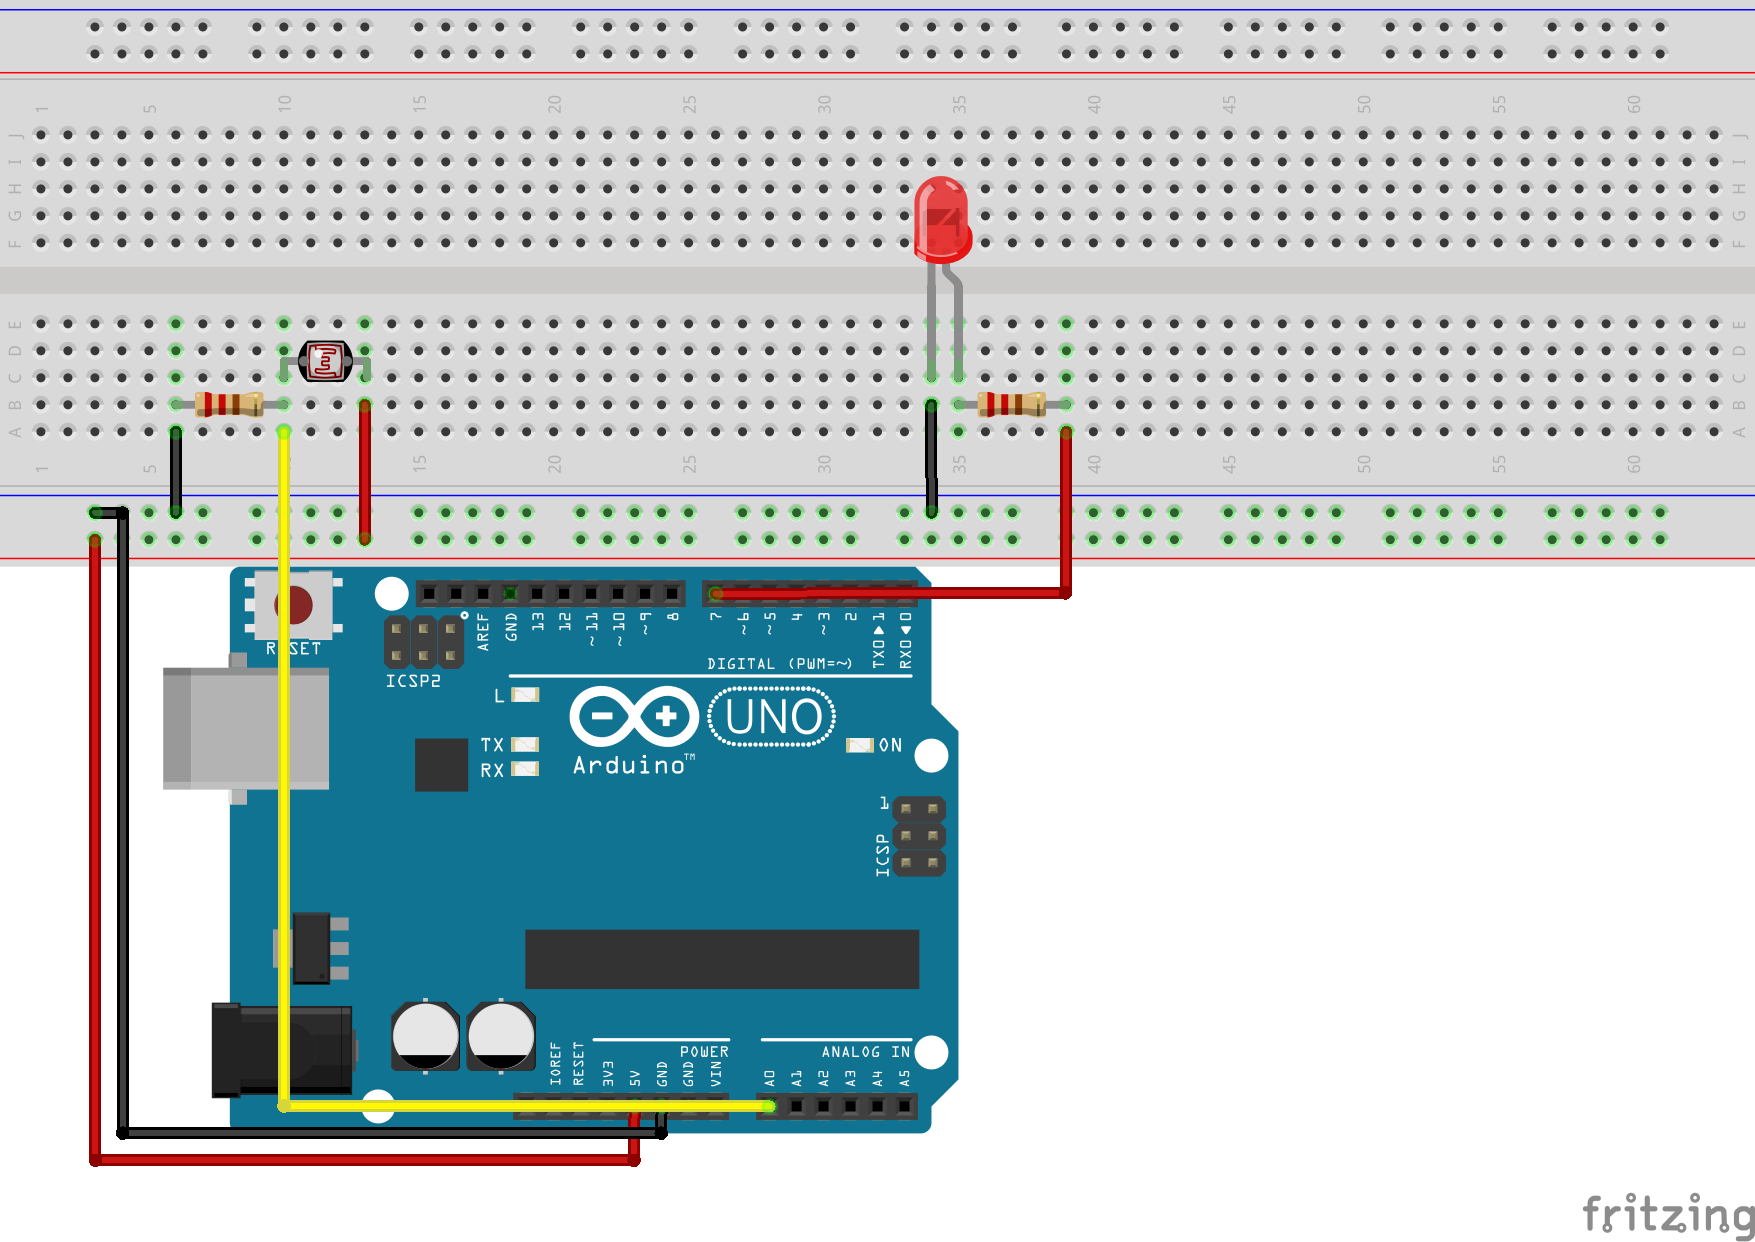 1 5 10 15 20 25 30 35 40 45 50 55 60
J J
I I
H H
G G
F F
E E
D D
C C
B B
A A
1 5 15 20 25 30 35 40 45 50 55 60
RESET
ICSP2
AREF GND 13 12 ~11 ~10 ~9 8 7 ~6 ~5 4 ~3 2 TX0▶1 RX0◀0
DIGITAL (PWM=~)
L
TX
RX
UNO
ON
Arduino™
1
ICSP
POWER
ANALOG IN
IOREF RESET 3V3 5V GND GND VIN A0 A1 A2 A3 A4 A5
fritzing